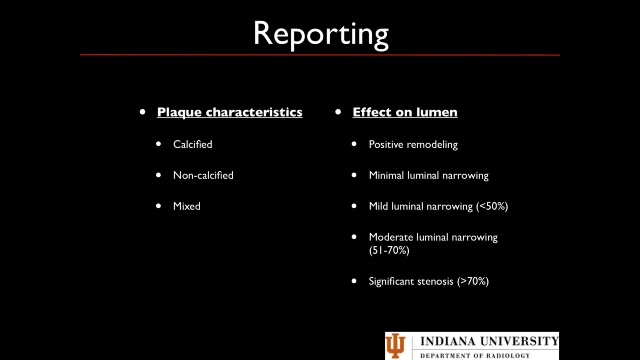 Reporting
• Plaque characteristics
• Calcified
• Non-calcified
• Mixed
• Effect on lumen
• Positive remodeling
• Minimal luminal narrowing
• Mild luminal narrowing (<50%)
• Moderate luminal narrowing
(51-70%)
• Significant stenosis (>70%)
INDIANA UNIVERSITY
DEPARTMENT OF RADIOLOGY